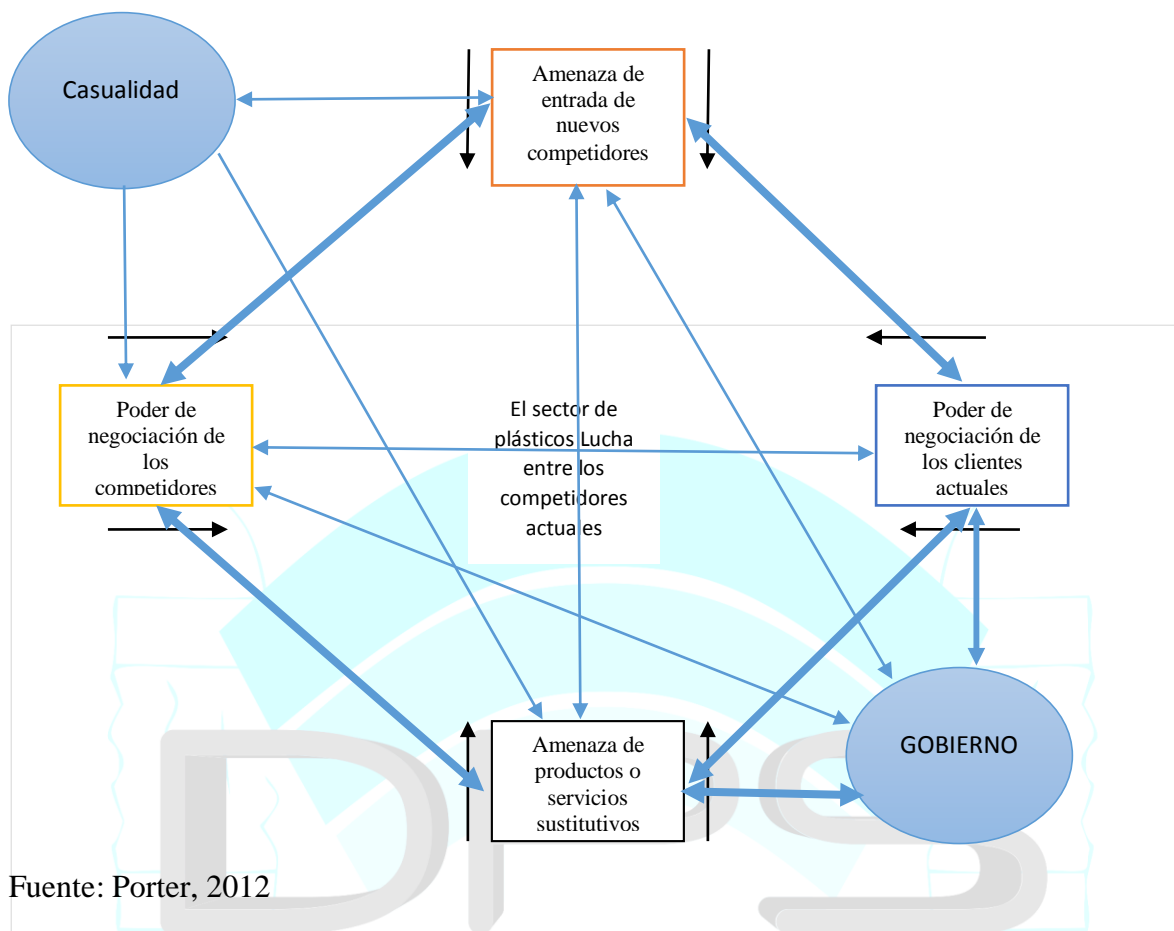 Casualidad
Amenaza de
entrada de
nuevos
competidores
Poder de
negociación de
los
competidores
El sector de
plásticos Lucha
entre los
competidores
actuales
Poder de
negociación de
los clientes
actuales
Amenaza de
productos o
servicios
sustitutivos
GOBIERNO
Fuente: Porter, 2012
DPS